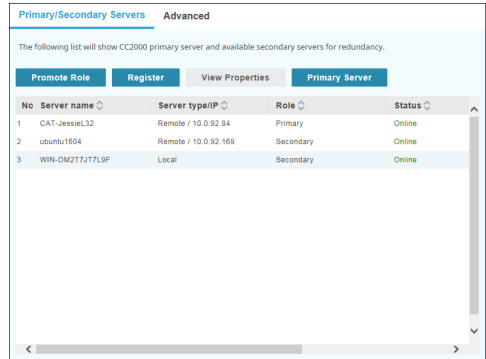 Primary/Secondary Servers Advanced
The following list will show CC2000 primary server and available secondary servers for redundancy.
Promote Role Register View Properties Primary Server
No Server name Server type/IP Role Status
1 CAT-JessieL32 Remote / 10.0.92.84 Primary Online
2 ubuntu1604 Remote / 10.0.92.168 Secondary Online
3 WIN-OM2T7JT7L9F Local Secondary Online